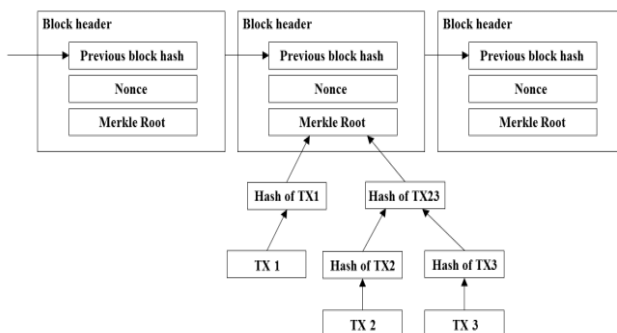 Block header
Previous block hash
Nonce
Merkle Root
Block header
Previous block hash
Nonce
Merkle Root
Block header
Previous block hash
Nonce
Merkle Root
Hash of TX1
Hash of TX23
TX 1
Hash of TX2
Hash of TX3
TX 2
TX 3